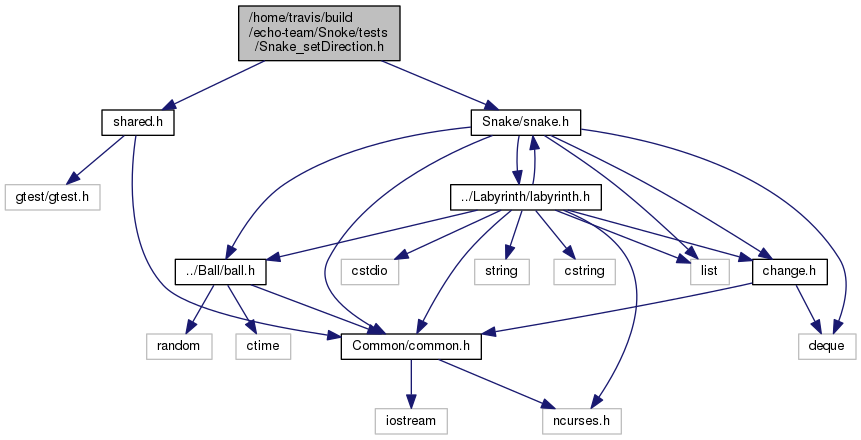 /home/travis/build
/echo-team/Snoke/tests
/Snake_setDirection.h
shared.h
Snake/snake.h
gtest/gtest.h
../Labyrinth/labyrinth.h
../Ball/ball.h
cstdio
string
cstring
list
change.h
random
ctime
Common/common.h
deque
iostream
ncurses.h